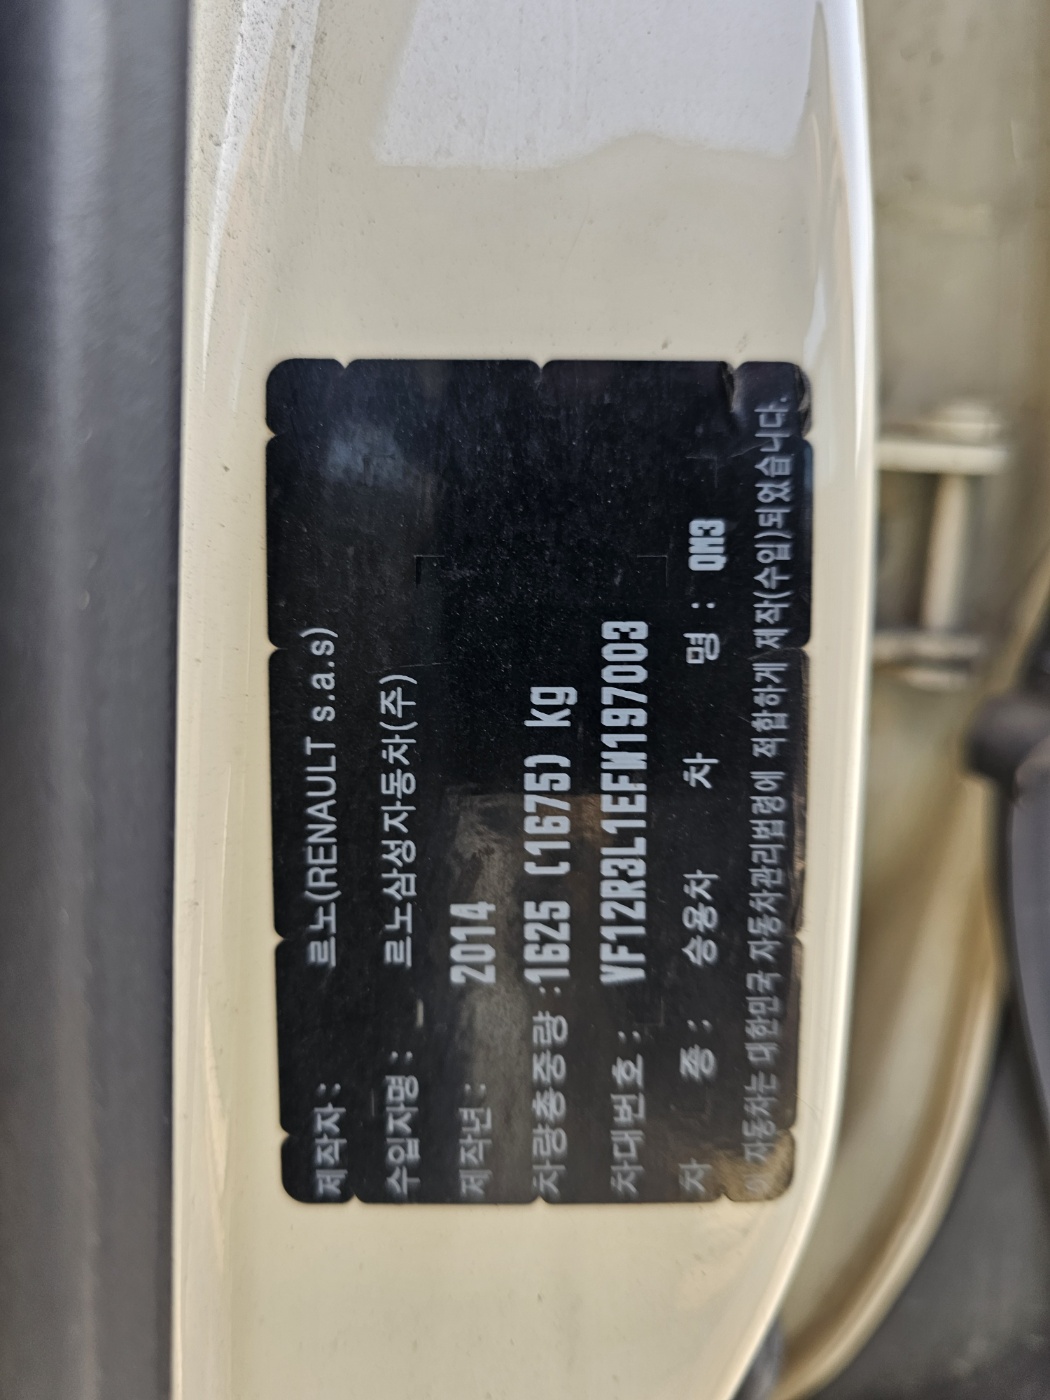 제작자 : 르노(RENAULT s.a.s)
수입자명 : 르노삼성자동차(주)
제작년 : 2014
차량총중량 :1625 (1675) kg
차대번호 : VF12R3L1EFW197003
차 종 : 승용차 차 명 : QM3
이 자동차는 대한민국 자동차관리법령에 적합하게 제작(수입)되었습니다.